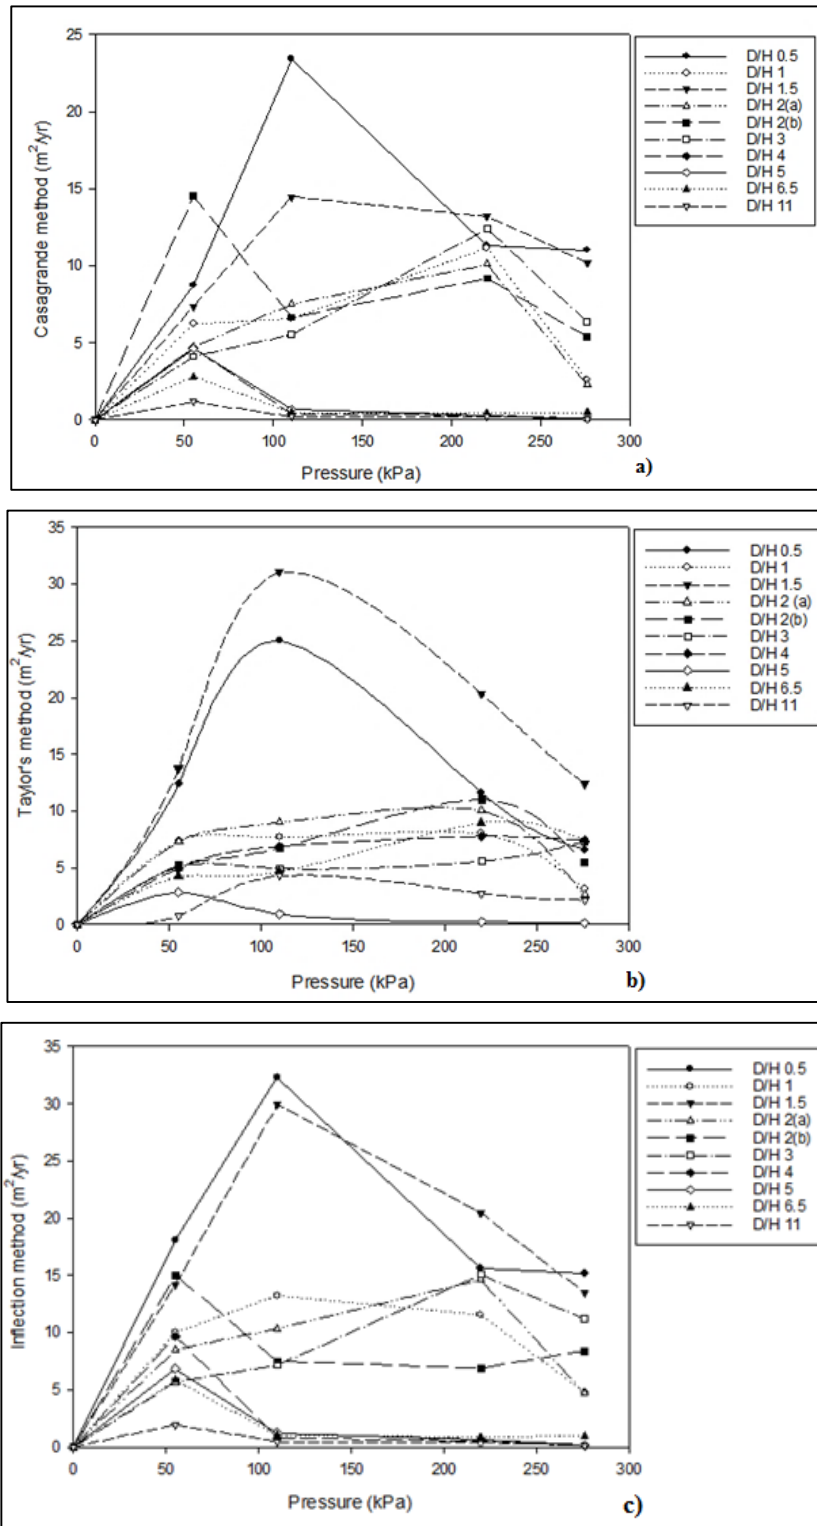 25
20
15
10
5
0
0 50 100 150 200 250 300
Casagrande method (m²/yr)
Pressure (kPa)
a)
D/H 0.5
D/H 1
D/H 1.5
D/H 2(a)
D/H 2(b)
D/H 3
D/H 4
D/H 5
D/H 6.5
D/H 11
35
30
25
20
15
10
5
0
0 50 100 150 200 250 300
Taylor's method (m²/yr)
Pressure (kPa)
b)
D/H 0.5
D/H 1
D/H 1.5
D/H 2 (a)
D/H 2(b)
D/H 3
D/H 4
D/H 5
D/H 6.5
D/H 11
35
30
25
20
15
10
5
0
0 50 100 150 200 250 300
Inflection method (m²/yr)
Pressure (kPa)
c)
D/H 0.5
D/H 1
D/H 1.5
D/H 2(a)
D/H 2(b)
D/H 3
D/H 4
D/H 5
D/H 6.5
D/H 11